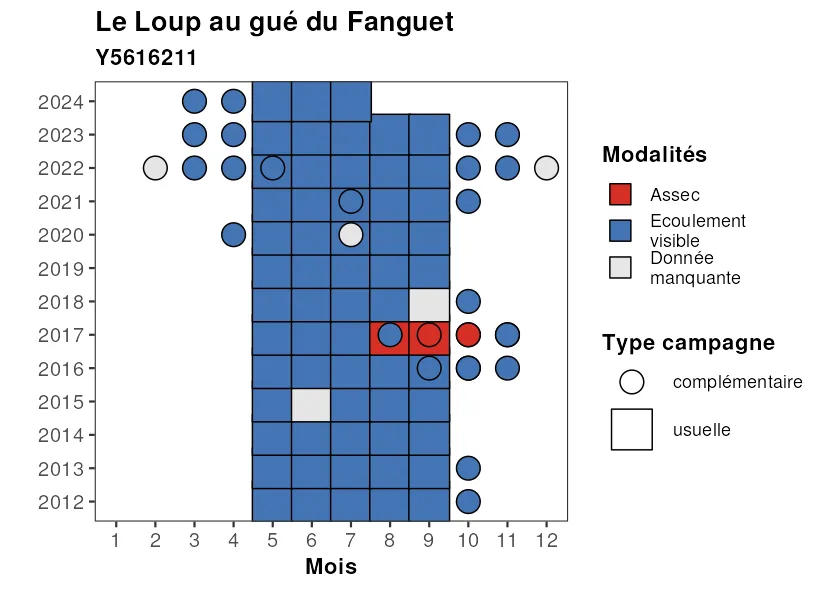 Le Loup au gué du Fanguet
Y5616211
2024
2023
2022
2021
2020
2019
2018
2017
2016
2015
2014
2013
2012
1 2 3 4 5 6 7 8 9 10 11 12
Mois
Modalités
Assec
Ecoulement
visible
Donnée
manquante
Type campagne
complémentaire
usuelle